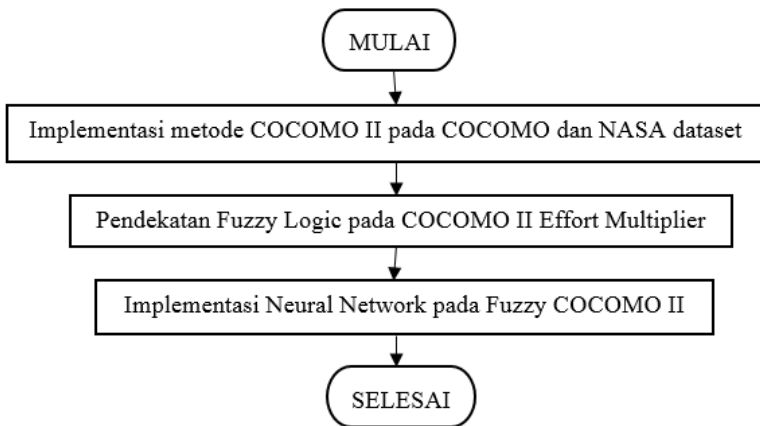 MULAI
Implementasi metode COCOMO II pada COCOMO dan NASA dataset
Pendekatan Fuzzy Logic pada COCOMO II Effort Multiplier
Implementasi Neural Network pada Fuzzy COCOMO II
SELESAI